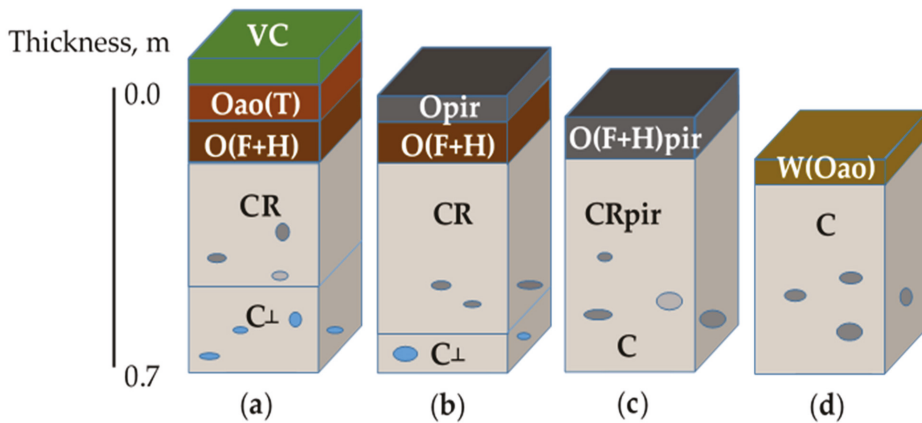 Thickness, m
0.0
0.7
VC
Oao(T)
O(F+H)
CR
C⊥
(a)
Opir
O(F+H)
CR
C⊥
(b)
O(F+H)pir
CRpir
C
(c)
W(Oao)
C
(d)